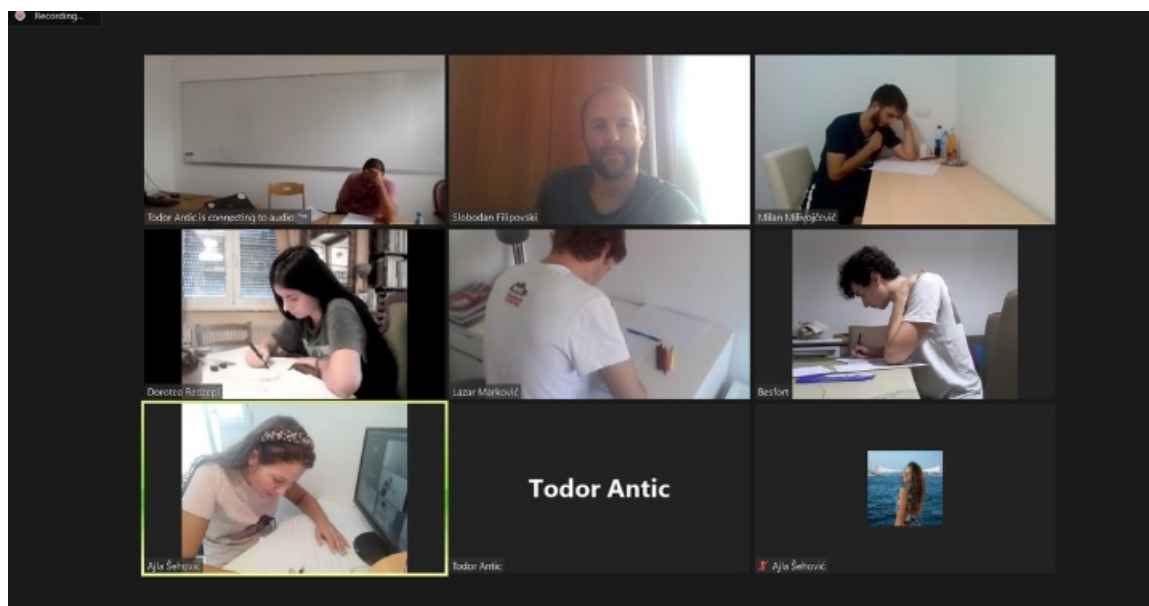 Recording...
Todor Antic is connecting to audio
Slobodan Filipovski
Milan Milivojčević
Dorotea Redzepi
Lazar Marković
Besfort
Todor Antic
Ajla Šehović
Todor Antic
Ajla Šehović